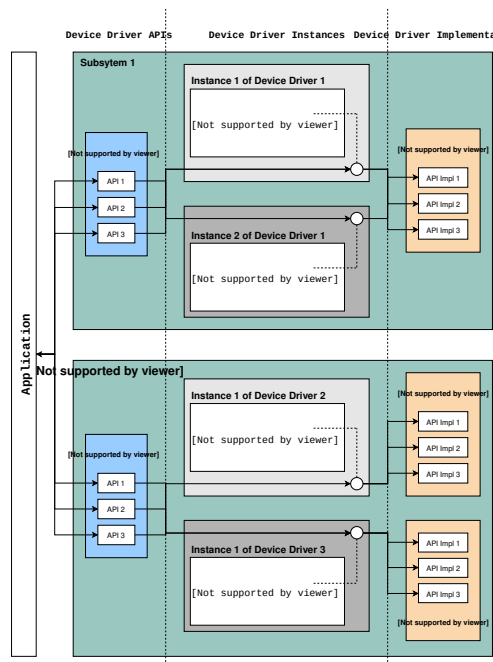 Device Driver APIs
Device Driver Instances
Device Driver Implementa
Subsytem 1
Instance 1 of Device Driver 1
[Not supported by viewer]
[Not supported by viewer]
API 1
API 2
API 3
[Not supported by viewer]
API Impl 1
API Impl 2
API Impl 3
Instance 2 of Device Driver 1
[Not supported by viewer]
Application
Not supported by viewer]
Instance 1 of Device Driver 2
[Not supported by viewer]
[Not supported by viewer]
API Impl 1
API Impl 2
API Impl 3
[Not supported by viewer]
API 1
API 2
API 3
Instance 1 of Device Driver 3
[Not supported by viewer]
API Impl 1
API Impl 2
API Impl 3
[Not supported by viewer]